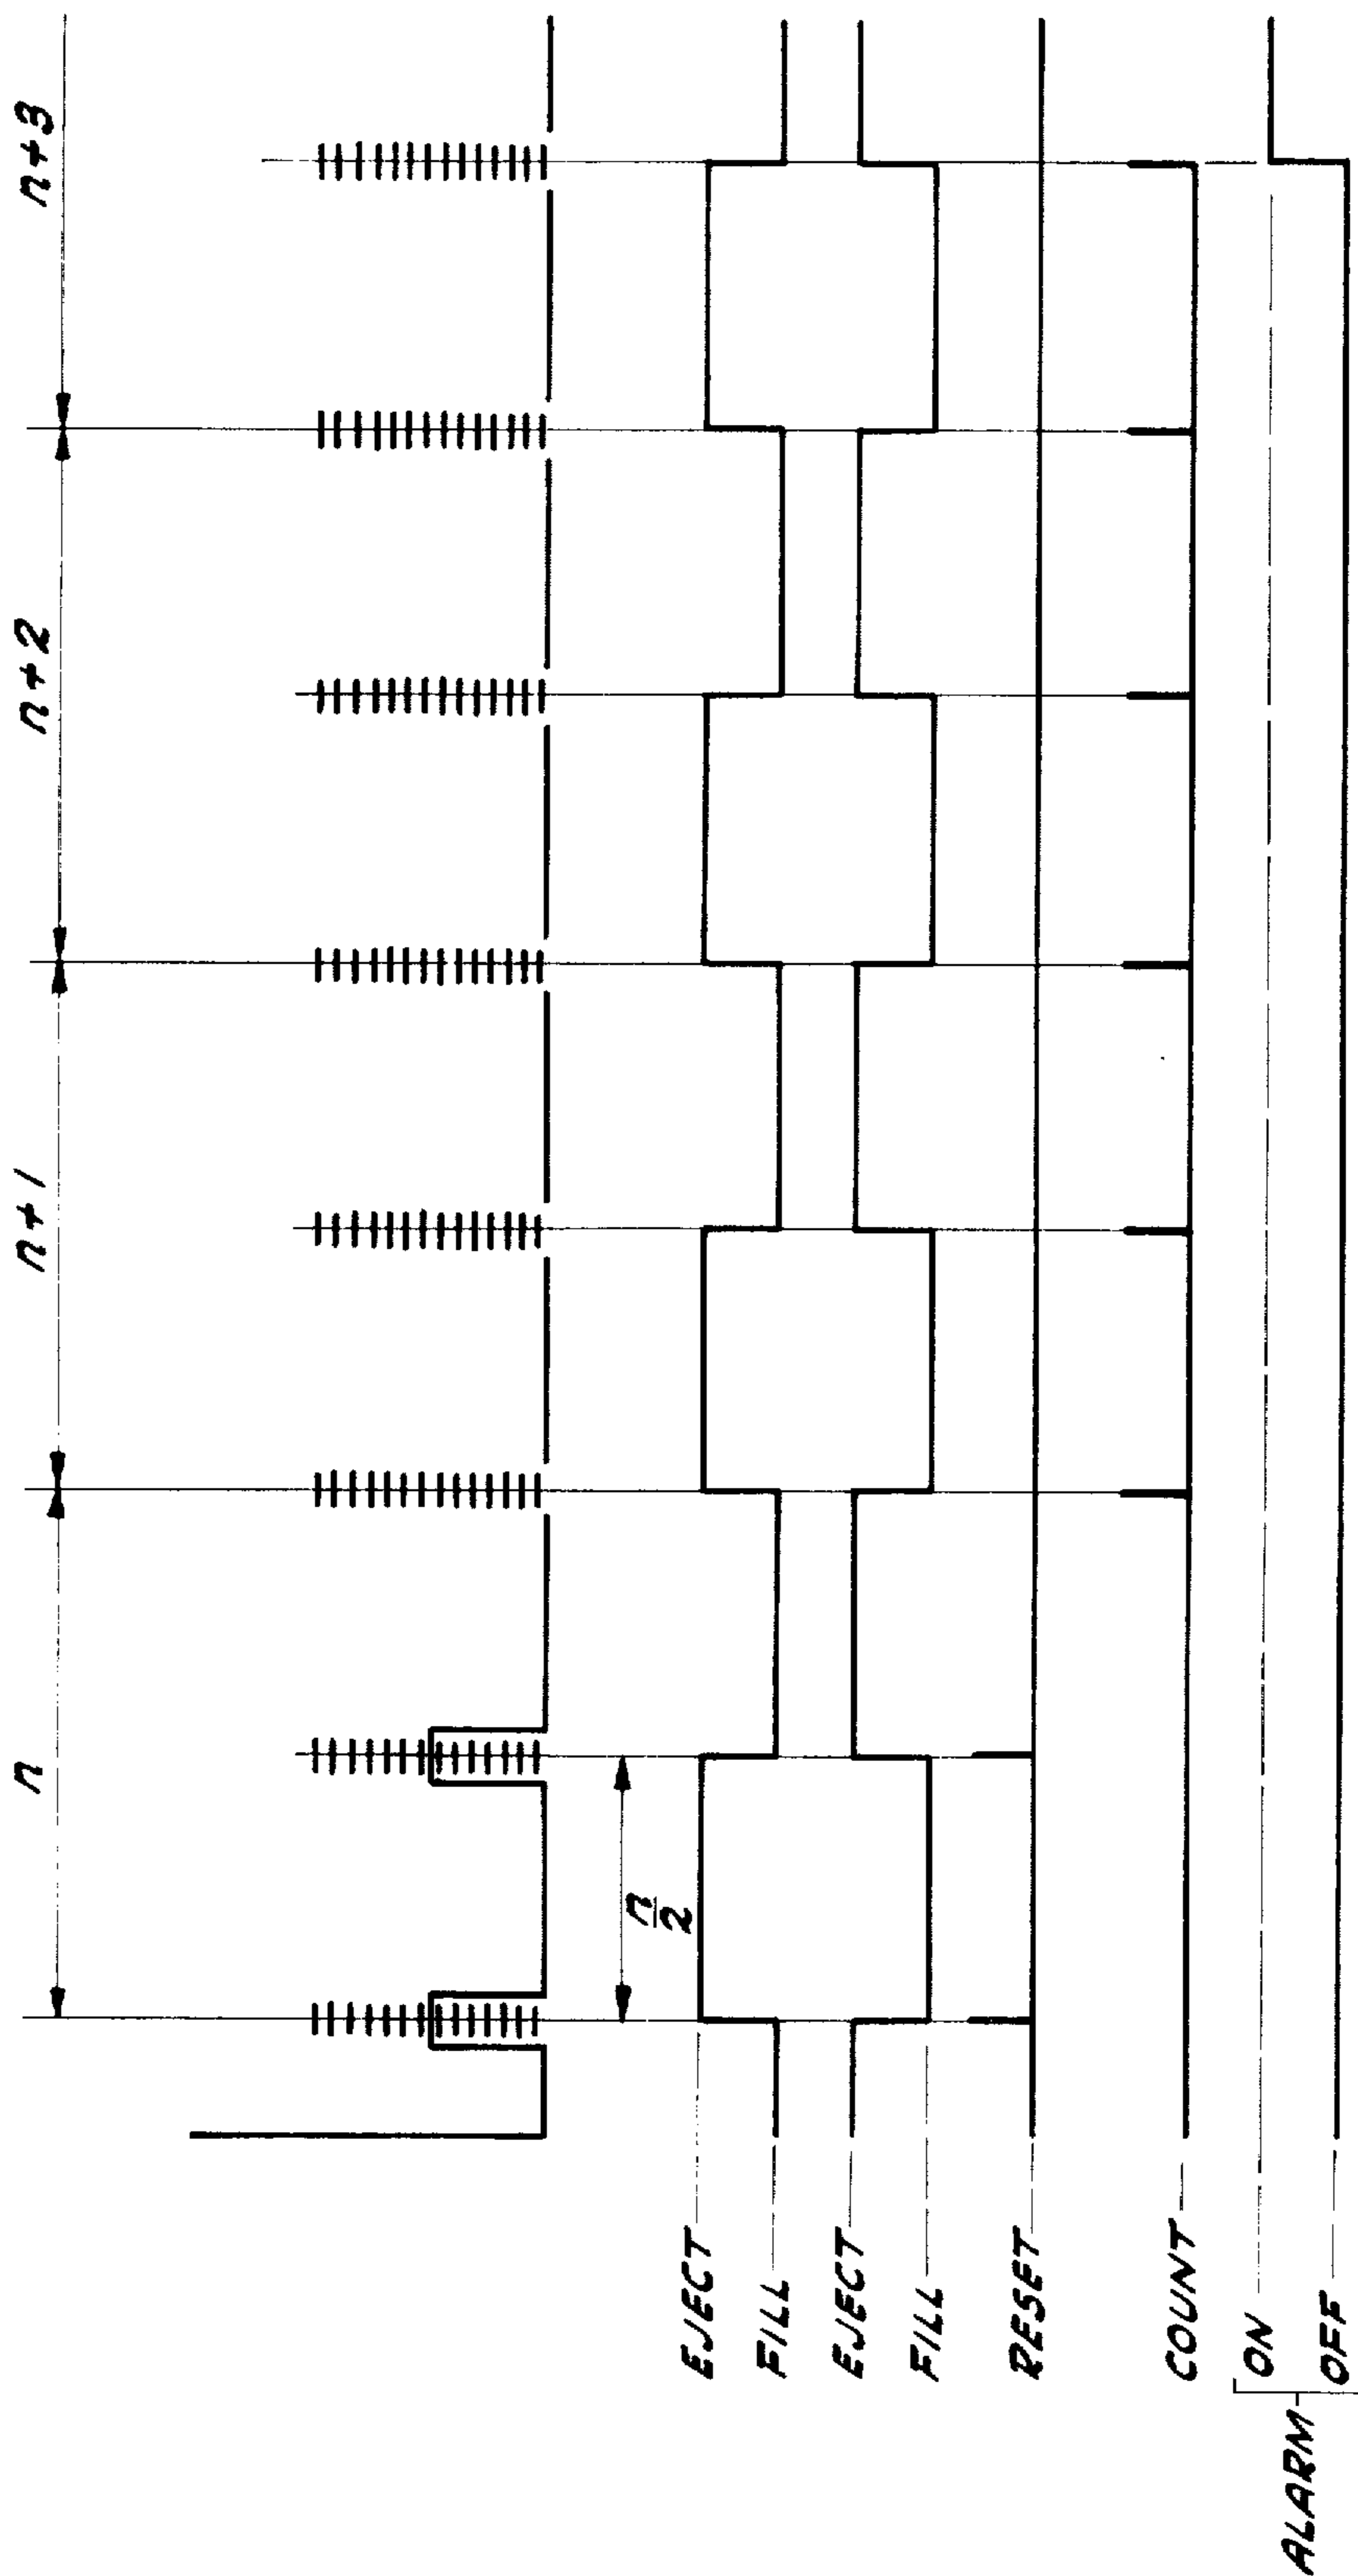 n
n+1
n+2
n+3
n/2
EJECT
FILL
EJECT
FILL
RESET
COUNT
ALARM
ON
OFF